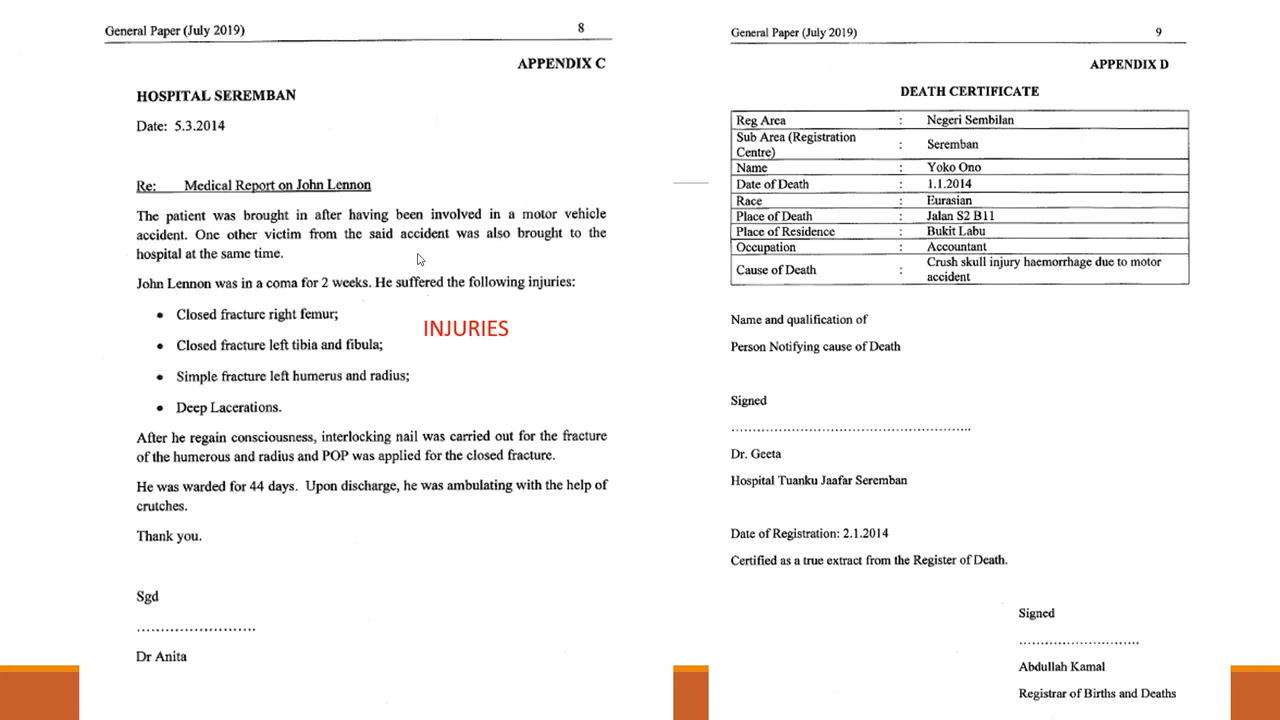 General Paper (July 2019) 8
APPENDIX C
HOSPITAL SEREMBAN
Date: 5.3.2014
Re: Medical Report on John Lennon
The patient was brought in after having been involved in a motor vehicle
accident. One other victim from the said accident was also brought to the
hospital at the same time.
John Lennon was in a coma for 2 weeks. He suffered the following injuries:
• Closed fracture right femur;
• Closed fracture left tibia and fibula;
• Simple fracture left humerus and radius;
• Deep Lacerations.
INJURIES
After he regain consciousness, interlocking nail was carried out for the fracture
of the humerous and radius and POP was applied for the closed fracture.
He was warded for 44 days. Upon discharge, he was ambulating with the help of
crutches.
Thank you.
Sgd
..........................
Dr Anita
General Paper (July 2019) 9
APPENDIX D
DEATH CERTIFICATE
Reg Area : Negeri Sembilan
Sub Area (Registration
Centre) : Seremban
Name : Yoko Ono
Date of Death : 1.1.2014
Race : Eurasian
Place of Death : Jalan S2 B11
Place of Residence : Bukit Labu
Occupation : Accountant
Cause of Death : Crush skull injury haemorrhage due to motor
accident
Name and qualification of
Person Notifying cause of Death
Signed
......................................................
Dr. Geeta
Hospital Tuanku Jaafar Seremban
Date of Registration: 2.1.2014
Certified as a true extract from the Register of Death.
Signed
...........................
Abdullah Kamal
Registrar of Births and Deaths